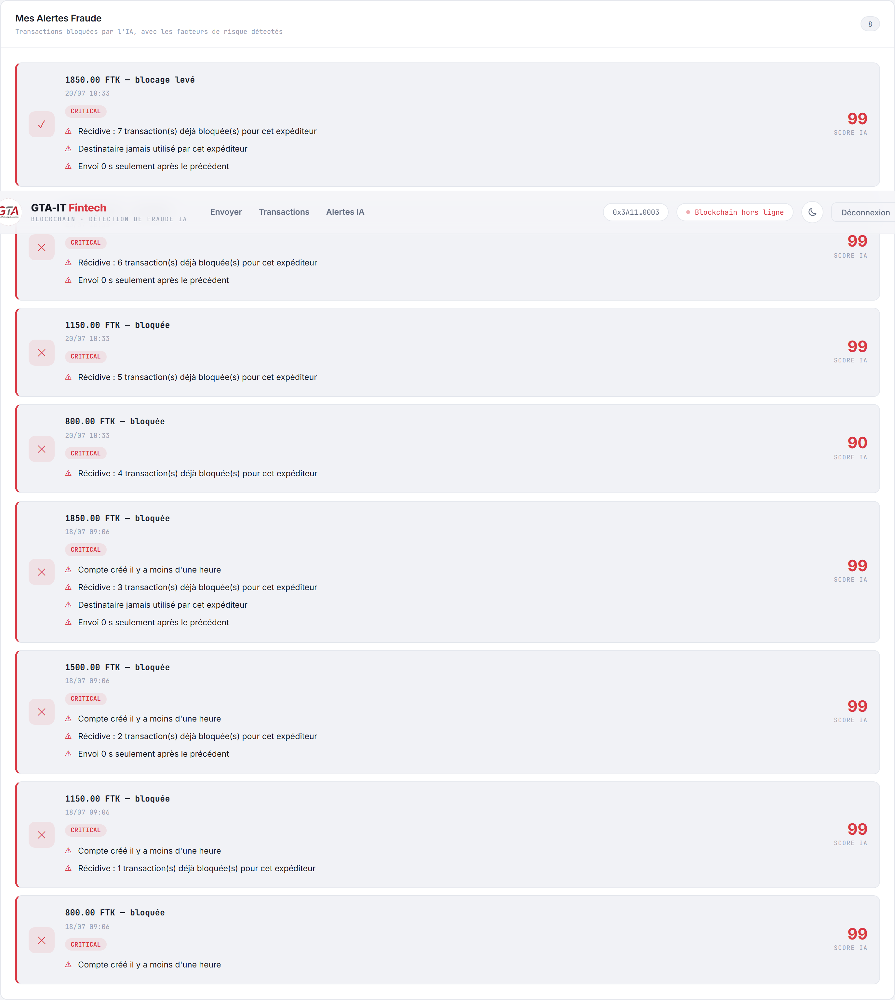 Mes Alertes Fraude
Transactions bloquées par l'IA, avec les facteurs de risque détectés
8
1850.00 FTK — blocage levé
20/07 10:33
CRITICAL
Récidive : 7 transaction(s) déjà bloquée(s) pour cet expéditeur
Destinataire jamais utilisé par cet expéditeur
Envoi 0 s seulement après le précédent
99
SCORE IA
GTA
GTA-IT Fintech
BLOCKCHAIN · DÉTECTION DE FRAUDE IA
Envoyer
Transactions
Alertes IA
0x3A11…0003
Blockchain hors ligne
Déconnexion
CRITICAL
Récidive : 6 transaction(s) déjà bloquée(s) pour cet expéditeur
Envoi 0 s seulement après le précédent
99
SCORE IA
1150.00 FTK — bloquée
20/07 10:33
CRITICAL
Récidive : 5 transaction(s) déjà bloquée(s) pour cet expéditeur
99
SCORE IA
800.00 FTK — bloquée
20/07 10:33
CRITICAL
Récidive : 4 transaction(s) déjà bloquée(s) pour cet expéditeur
90
SCORE IA
1850.00 FTK — bloquée
18/07 09:06
CRITICAL
Compte créé il y a moins d'une heure
Récidive : 3 transaction(s) déjà bloquée(s) pour cet expéditeur
Destinataire jamais utilisé par cet expéditeur
Envoi 0 s seulement après le précédent
99
SCORE IA
1500.00 FTK — bloquée
18/07 09:06
CRITICAL
Compte créé il y a moins d'une heure
Récidive : 2 transaction(s) déjà bloquée(s) pour cet expéditeur
Envoi 0 s seulement après le précédent
99
SCORE IA
1150.00 FTK — bloquée
18/07 09:06
CRITICAL
Compte créé il y a moins d'une heure
Récidive : 1 transaction(s) déjà bloquée(s) pour cet expéditeur
99
SCORE IA
800.00 FTK — bloquée
18/07 09:06
CRITICAL
Compte créé il y a moins d'une heure
99
SCORE IA